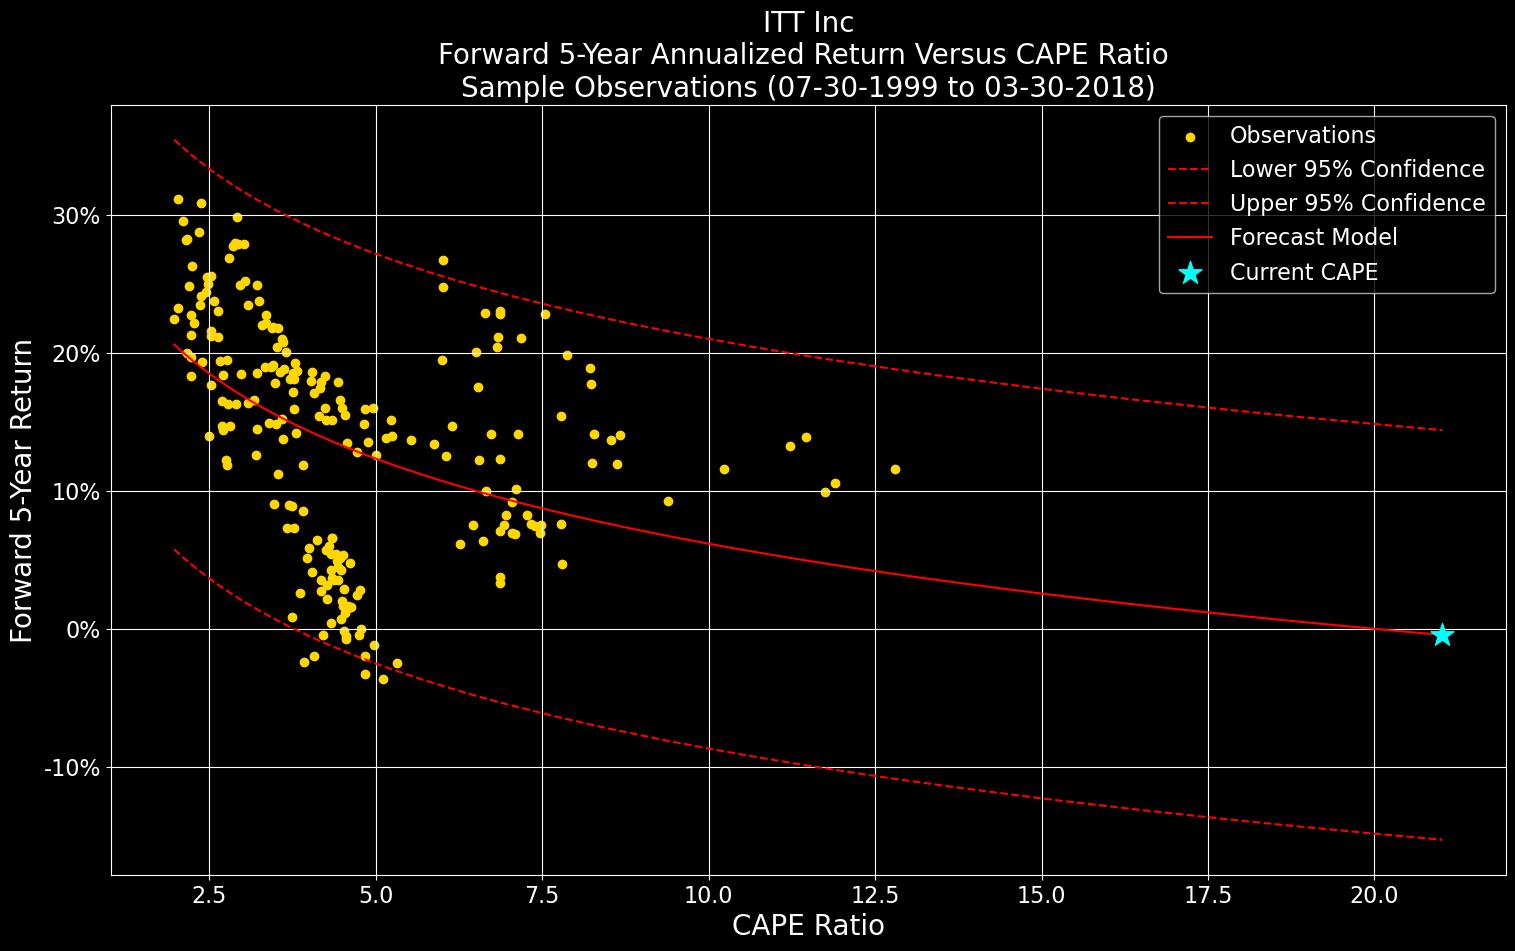 ITT Inc
Forward 5-Year Annualized Return Versus CAPE Ratio
Sample Observations (07-30-1999 to 03-30-2018)
Observations
Lower 95% Confidence
Upper 95% Confidence
Forecast Model
Current CAPE
Forward 5-Year Return
30%
20%
10%
0%
-10%
2.5 5.0 7.5 10.0 12.5 15.0 17.5 20.0
CAPE Ratio